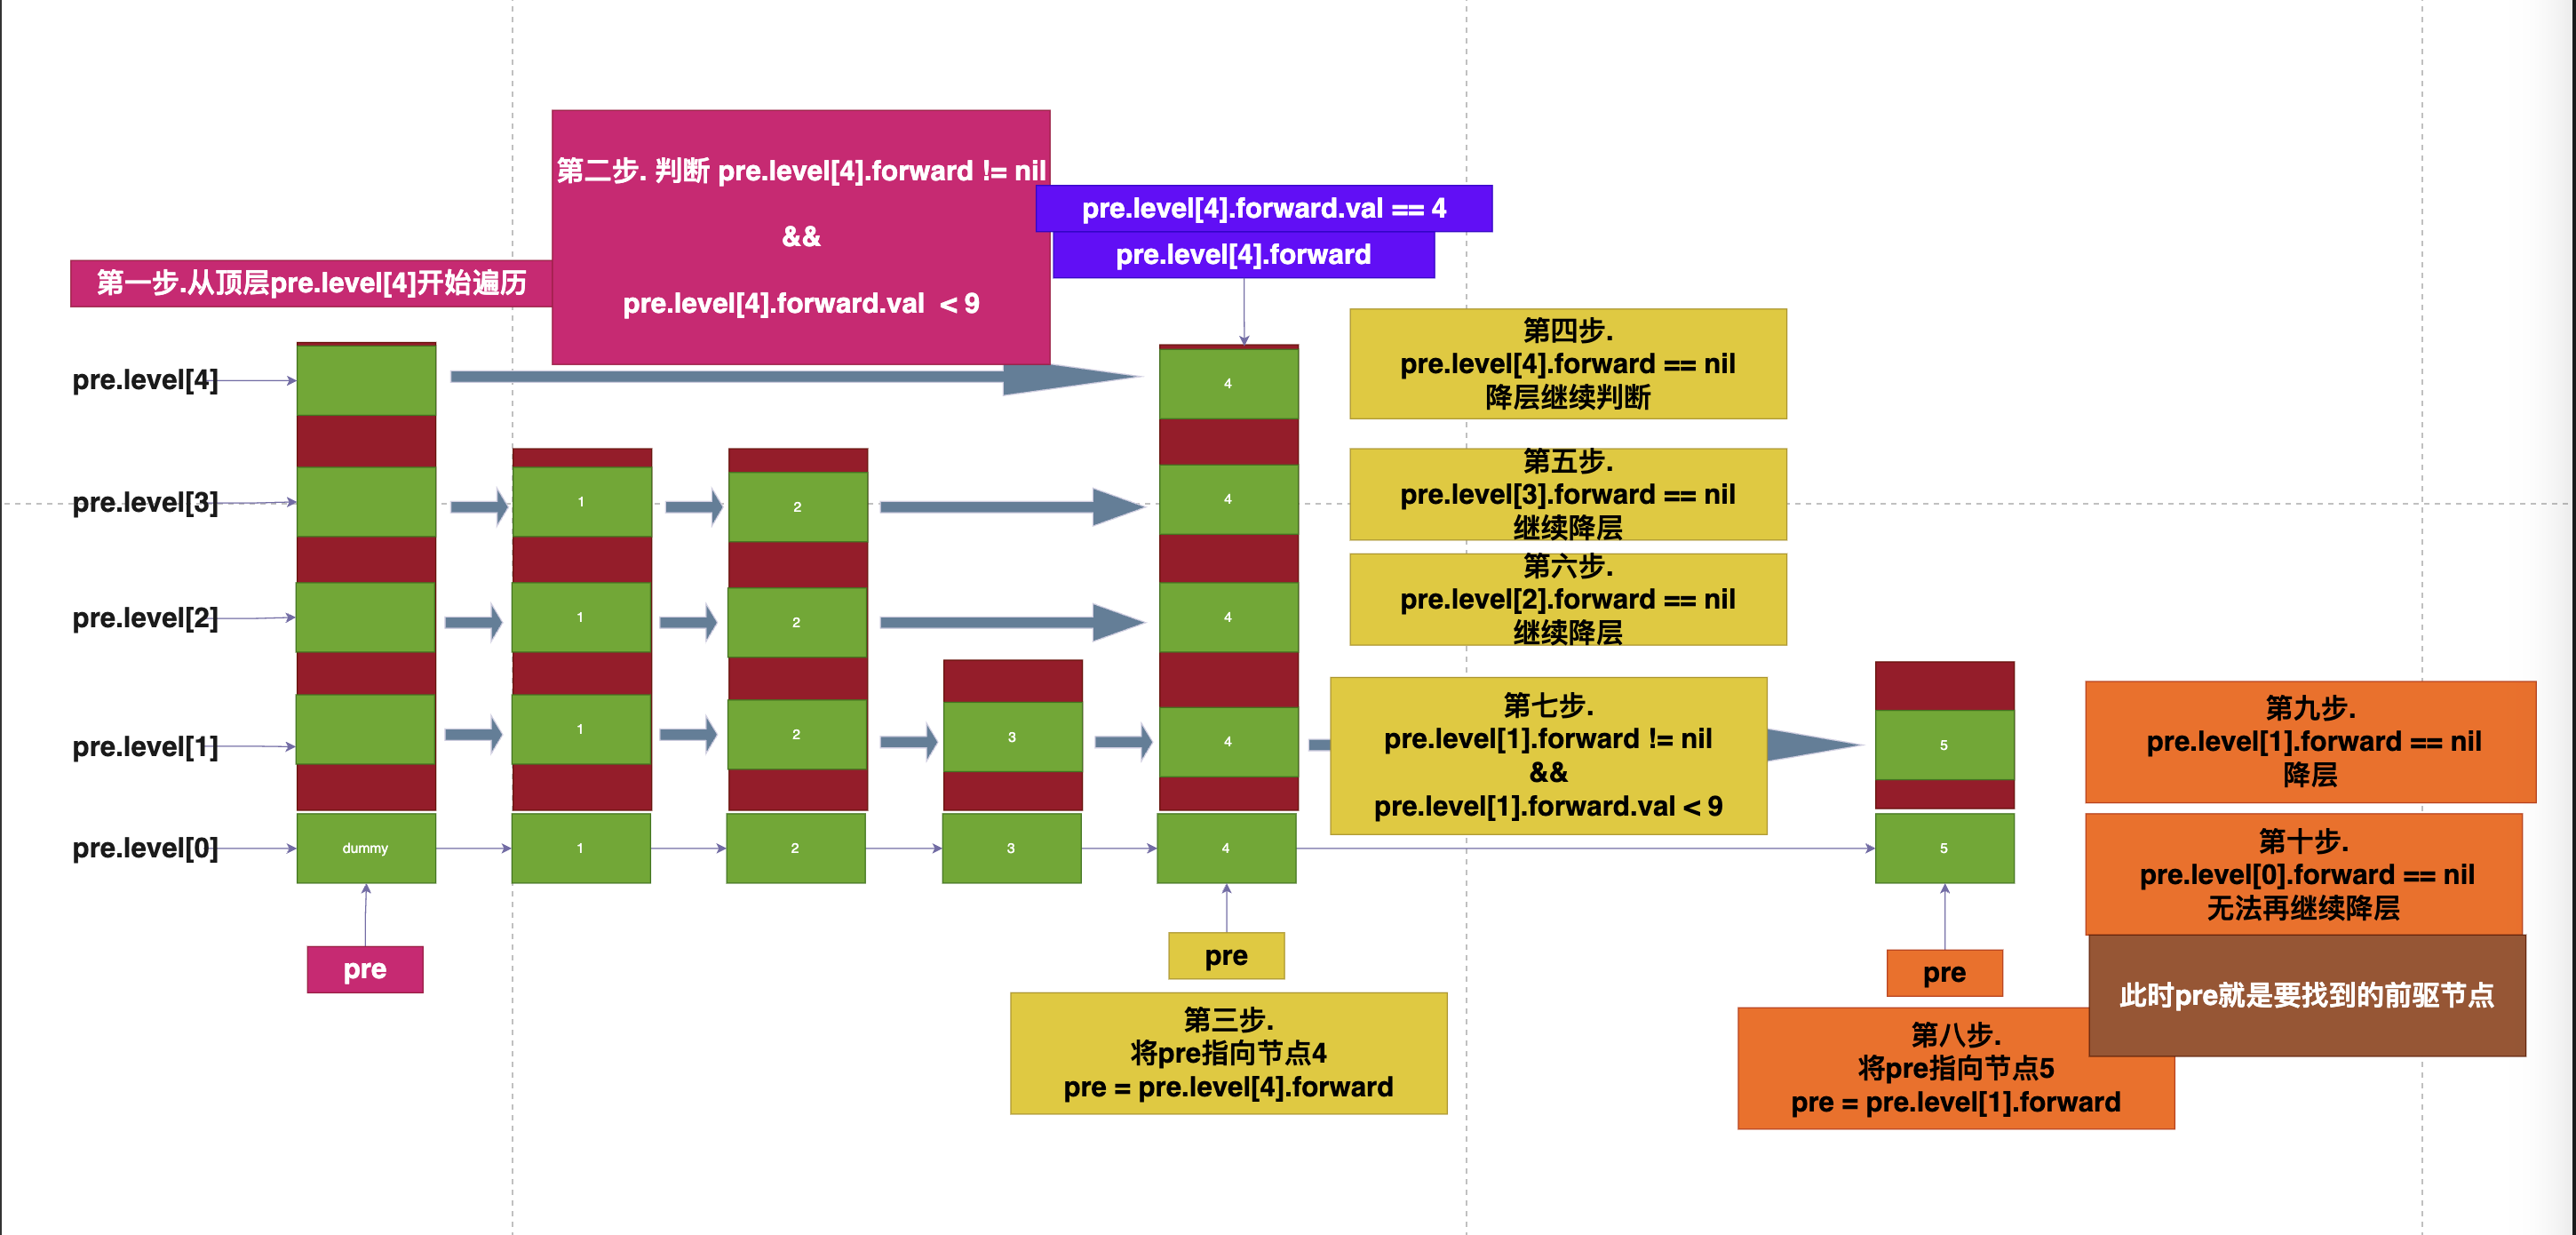 第二步. 判断 pre.level[4].forward != nil
&&
pre.level[4].forward.val < 9
pre.level[4].forward.val == 4
pre.level[4].forward
第一步.从顶层pre.level[4]开始遍历
第四步.
pre.level[4].forward == nil
降层继续判断
pre.level[4]
4
第五步.
pre.level[3].forward == nil
继续降层
pre.level[3]
1
2
4
第六步.
pre.level[2].forward == nil
继续降层
pre.level[2]
1
2
4
第七步.
pre.level[1].forward != nil
&&
pre.level[1].forward.val < 9
pre.level[1]
1
2
3
4
5
第九步.
pre.level[1].forward == nil
降层
pre.level[0]
dummy
1
2
3
4
5
第十步.
pre.level[0].forward == nil
无法再继续降层
pre
pre
pre
此时pre就是要找到的前驱节点
第三步.
将pre指向节点4
pre = pre.level[4].forward
第八步.
将pre指向节点5
pre = pre.level[1].forward